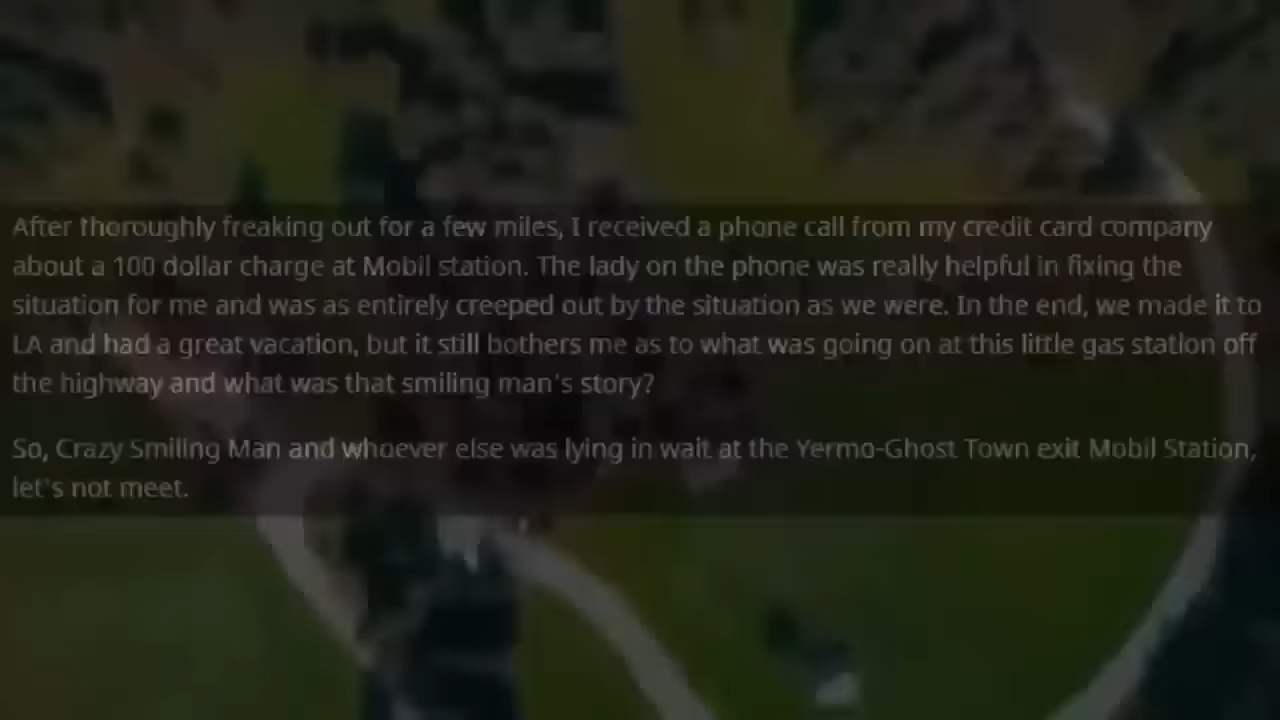 After thoroughly freaking out for a few miles, I received a phone call from my credit card company
about a 100 dollar charge at Mobil station. The lady on the phone was really helpful in fixing the
situation for me and was as entirely creeped out by the situation as we were. In the end, we made it to
LA and had a great vacation, but it still bothers me as to what was going on at this little gas station off
the highway and what was that smiling man's story?
So, Crazy Smiling Man and whoever else was lying in wait at the Yermo-Ghost Town exit Mobil Station,
let's not meet.